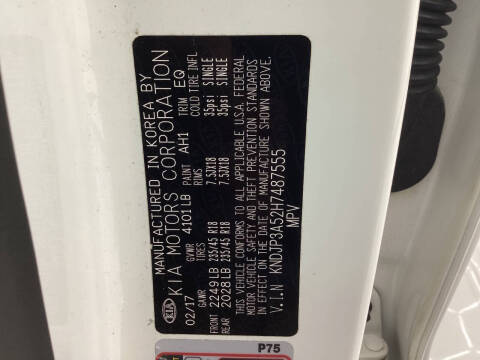 MANUFACTURED IN KOREA BY
KIA MOTORS CORPORATION
02/17 GVWR 4101LB PAINT AH1 TRIM EQ
GAWR TIRES RIMS COLD TIRE INFL
FRONT 2249LB 235/45 R18 7.5JX18 35psi SINGLE
REAR 2028LB 235/45 R18 7.5JX18 35psi SINGLE
THIS VEHICLE CONFORMS TO ALL APPLICABLE U.S.A. FEDERAL
MOTOR VEHICLE SAFETY AND THEFT PREVENTION STANDARDS
IN EFFECT ON THE DATE OF MANUFACTURE SHOWN ABOVE.
V.I.N KNDJP3A52H7487555
MPV
KIA
P75